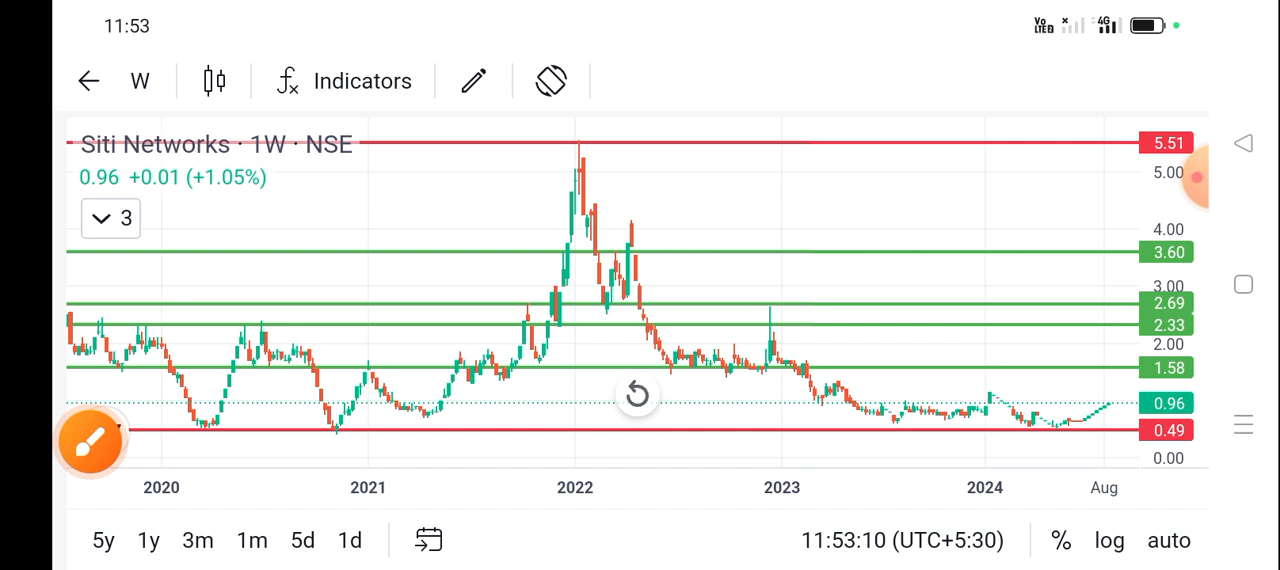 11:53
Vo LTE2 4G
W Indicators
Siti Networks · 1W · NSE
0.96 +0.01 (+1.05%)
3
5.51
5.00
4.00
3.60
3.00
2.69
2.33
2.00
1.58
0.96
0.49
0.00
2020 2021 2022 2023 2024 Aug
5y 1y 3m 1m 5d 1d 11:53:10 (UTC+5:30) % log auto